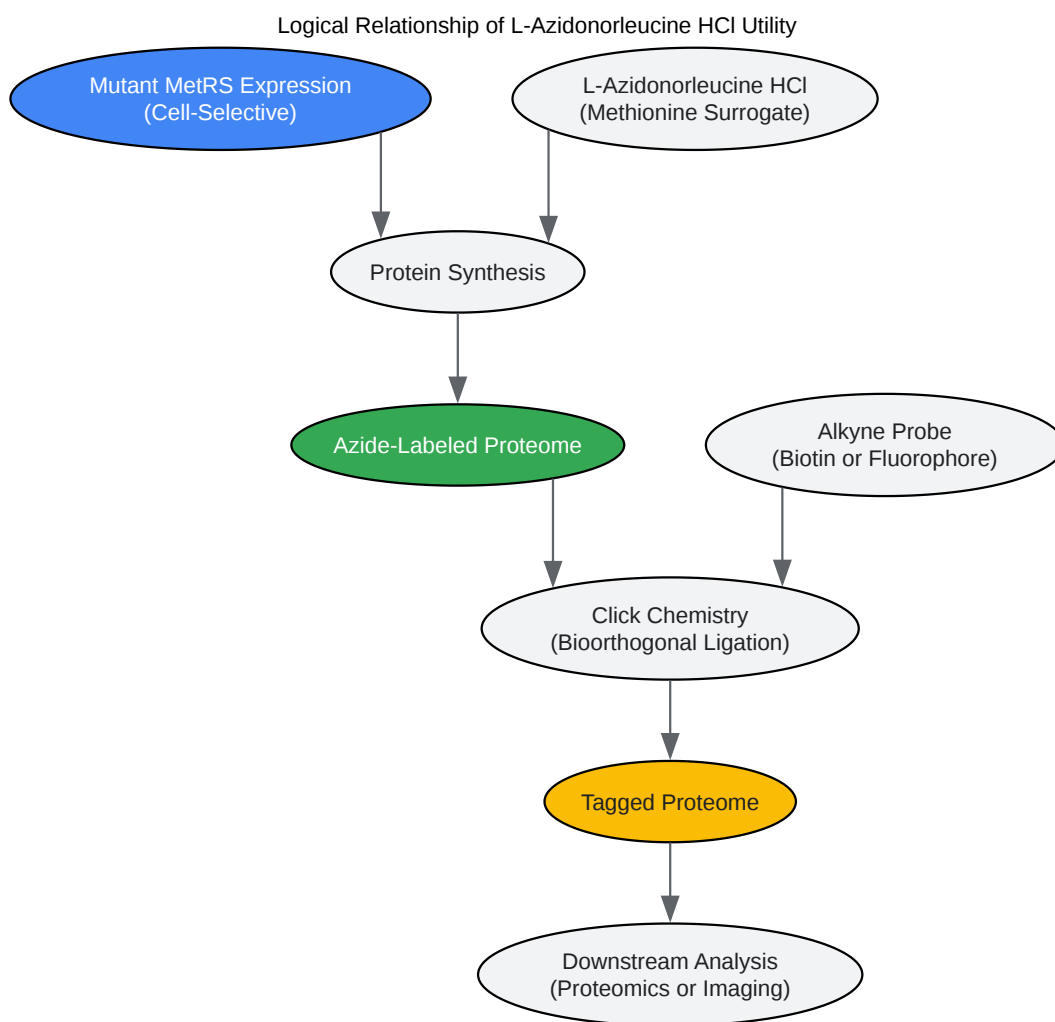 Logical Relationship of L-Azidonorleucine HCl Utility
Mutant MetRS Expression
(Cell-Selective)
L-Azidonorleucine HCl
(Methionine Surrogate)
Protein Synthesis
Azide-Labeled Proteome
Alkyne Probe
(Biotin or Fluorophore)
Click Chemistry
(Bioorthogonal Ligation)
Tagged Proteome
Downstream Analysis
(Proteomics or Imaging)